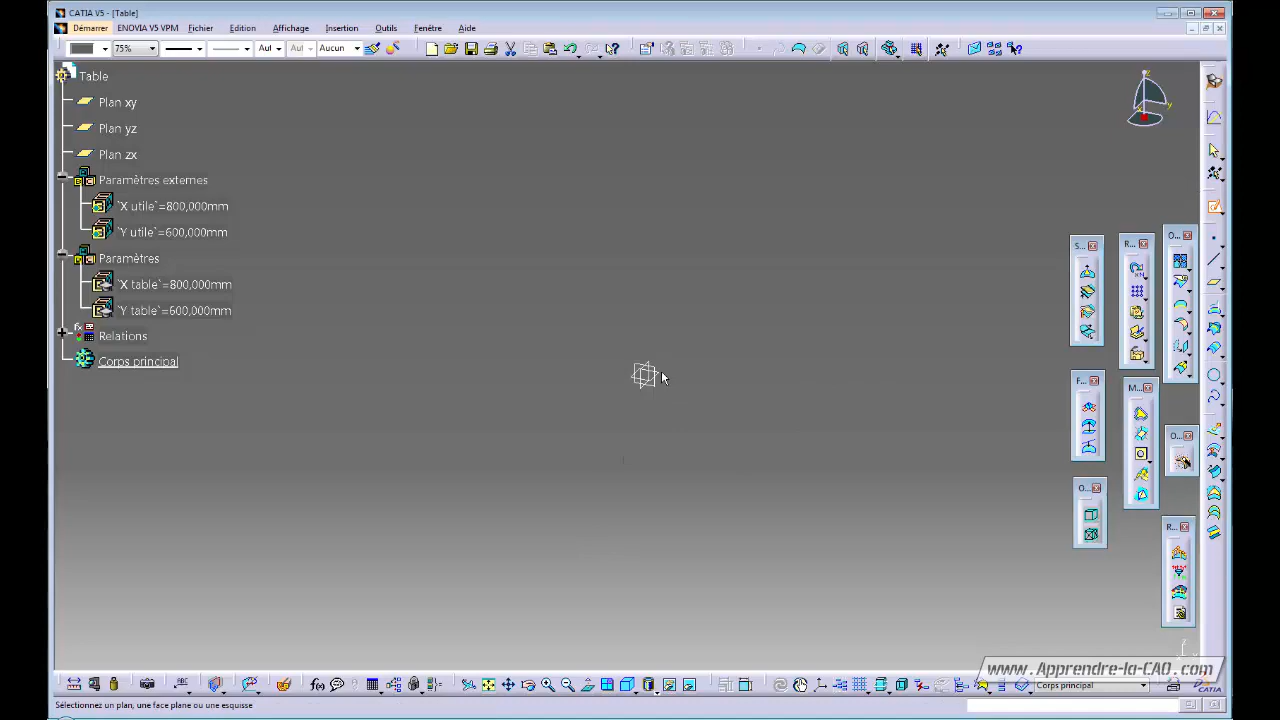 CATIA V5 - [Table]
Démarrer ENOVIA V5 VPM Fichier Edition Affichage Insertion Outils Fenêtre Aide
75% Aut Aut Aucun
Table
Plan xy
Plan yz
Plan zx
Paramètres externes
`X utile`=800,000mm
`Y utile`=600,000mm
Paramètres
`X table`=800,000mm
`Y table`=600,000mm
Relations
Corps principal
z
y
S...
R...
O...
F...
M...
O...
O...
R...
www.Apprendre-la-CAO.com
Corps principal
CATIA
Sélectionnez un plan, une face plane ou une esquisse